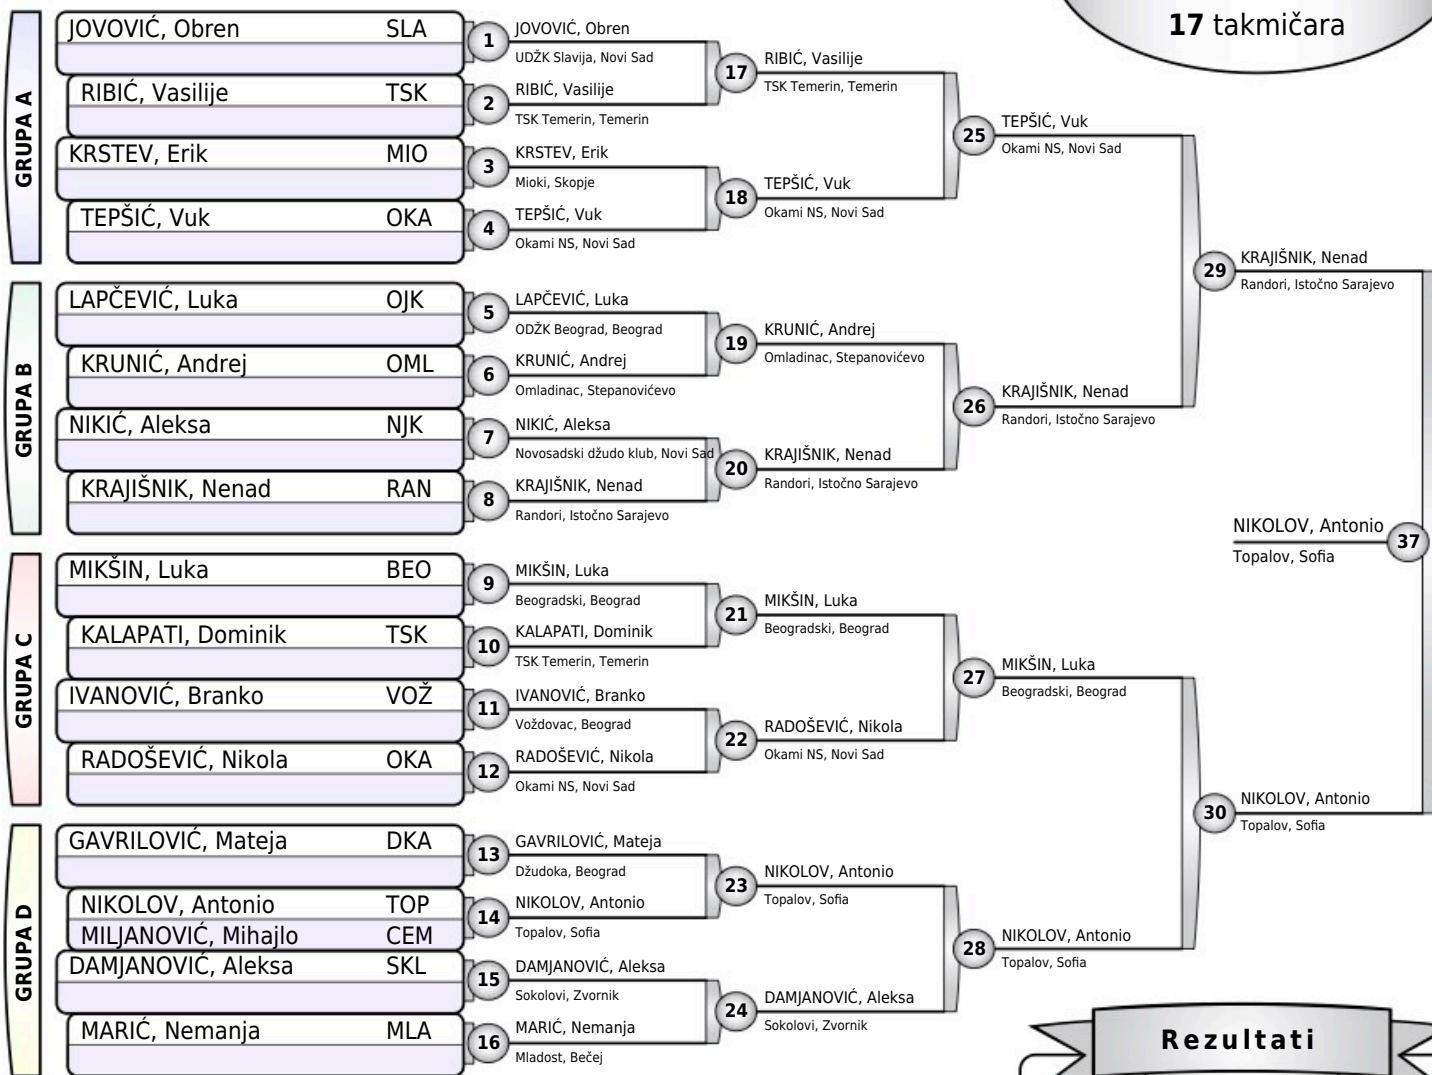 17 takmičara
GRUPA A
JOVOVIĆ, Obren SLA
RIBIĆ, Vasilije TSK
KRSTEV, Erik MIO
TEPŠIĆ, Vuk OKA
GRUPA B
LAPČEVIĆ, Luka OJK
KRUNIĆ, Andrej OML
NIKIĆ, Aleksa NJK
KRAJIŠNIK, Nenad RAN
GRUPA C
MIKŠIN, Luka BEO
KALAPATI, Dominik TSK
IVANOVIĆ, Branko VOŽ
RADOŠEVIĆ, Nikola OKA
GRUPA D
GAVRILOVIĆ, Mateja DKA
NIKOLOV, Antonio TOP
MILJANOVIĆ, Mihajlo CEM
DAMJANOVIĆ, Aleksa SKL
MARIĆ, Nemanja MLA
1 JOVOVIĆ, Obren
UDŽK Slavija, Novi Sad
2 RIBIĆ, Vasilije
TSK Temerin, Temerin
3 KRSTEV, Erik
Mioki, Skopje
4 TEPŠIĆ, Vuk
Okami NS, Novi Sad
5 LAPČEVIĆ, Luka
ODŽK Beograd, Beograd
6 KRUNIĆ, Andrej
Omladinac, Stepanovićevo
7 NIKIĆ, Aleksa
Novosadski džudo klub, Novi Sad
8 KRAJIŠNIK, Nenad
Randori, Istočno Sarajevo
9 MIKŠIN, Luka
Beogradski, Beograd
10 KALAPATI, Dominik
TSK Temerin, Temerin
11 IVANOVIĆ, Branko
Voždovac, Beograd
12 RADOŠEVIĆ, Nikola
Okami NS, Novi Sad
13 GAVRILOVIĆ, Mateja
Džudoka, Beograd
14 NIKOLOV, Antonio
Topalov, Sofia
15 DAMJANOVIĆ, Aleksa
Sokolovi, Zvornik
16 MARIĆ, Nemanja
Mladost, Bečej
17 RIBIĆ, Vasilije
TSK Temerin, Temerin
18 TEPŠIĆ, Vuk
Okami NS, Novi Sad
19 KRUNIĆ, Andrej
Omladinac, Stepanovićevo
20 KRAJIŠNIK, Nenad
Randori, Istočno Sarajevo
21 MIKŠIN, Luka
Beogradski, Beograd
22 RADOŠEVIĆ, Nikola
Okami NS, Novi Sad
23 NIKOLOV, Antonio
Topalov, Sofia
24 DAMJANOVIĆ, Aleksa
Sokolovi, Zvornik
25 TEPŠIĆ, Vuk
Okami NS, Novi Sad
26 KRAJIŠNIK, Nenad
Randori, Istočno Sarajevo
27 MIKŠIN, Luka
Beogradski, Beograd
28 NIKOLOV, Antonio
Topalov, Sofia
29 KRAJIŠNIK, Nenad
Randori, Istočno Sarajevo
30 NIKOLOV, Antonio
Topalov, Sofia
NIKOLOV, Antonio 37
Topalov, Sofia
Rezultati